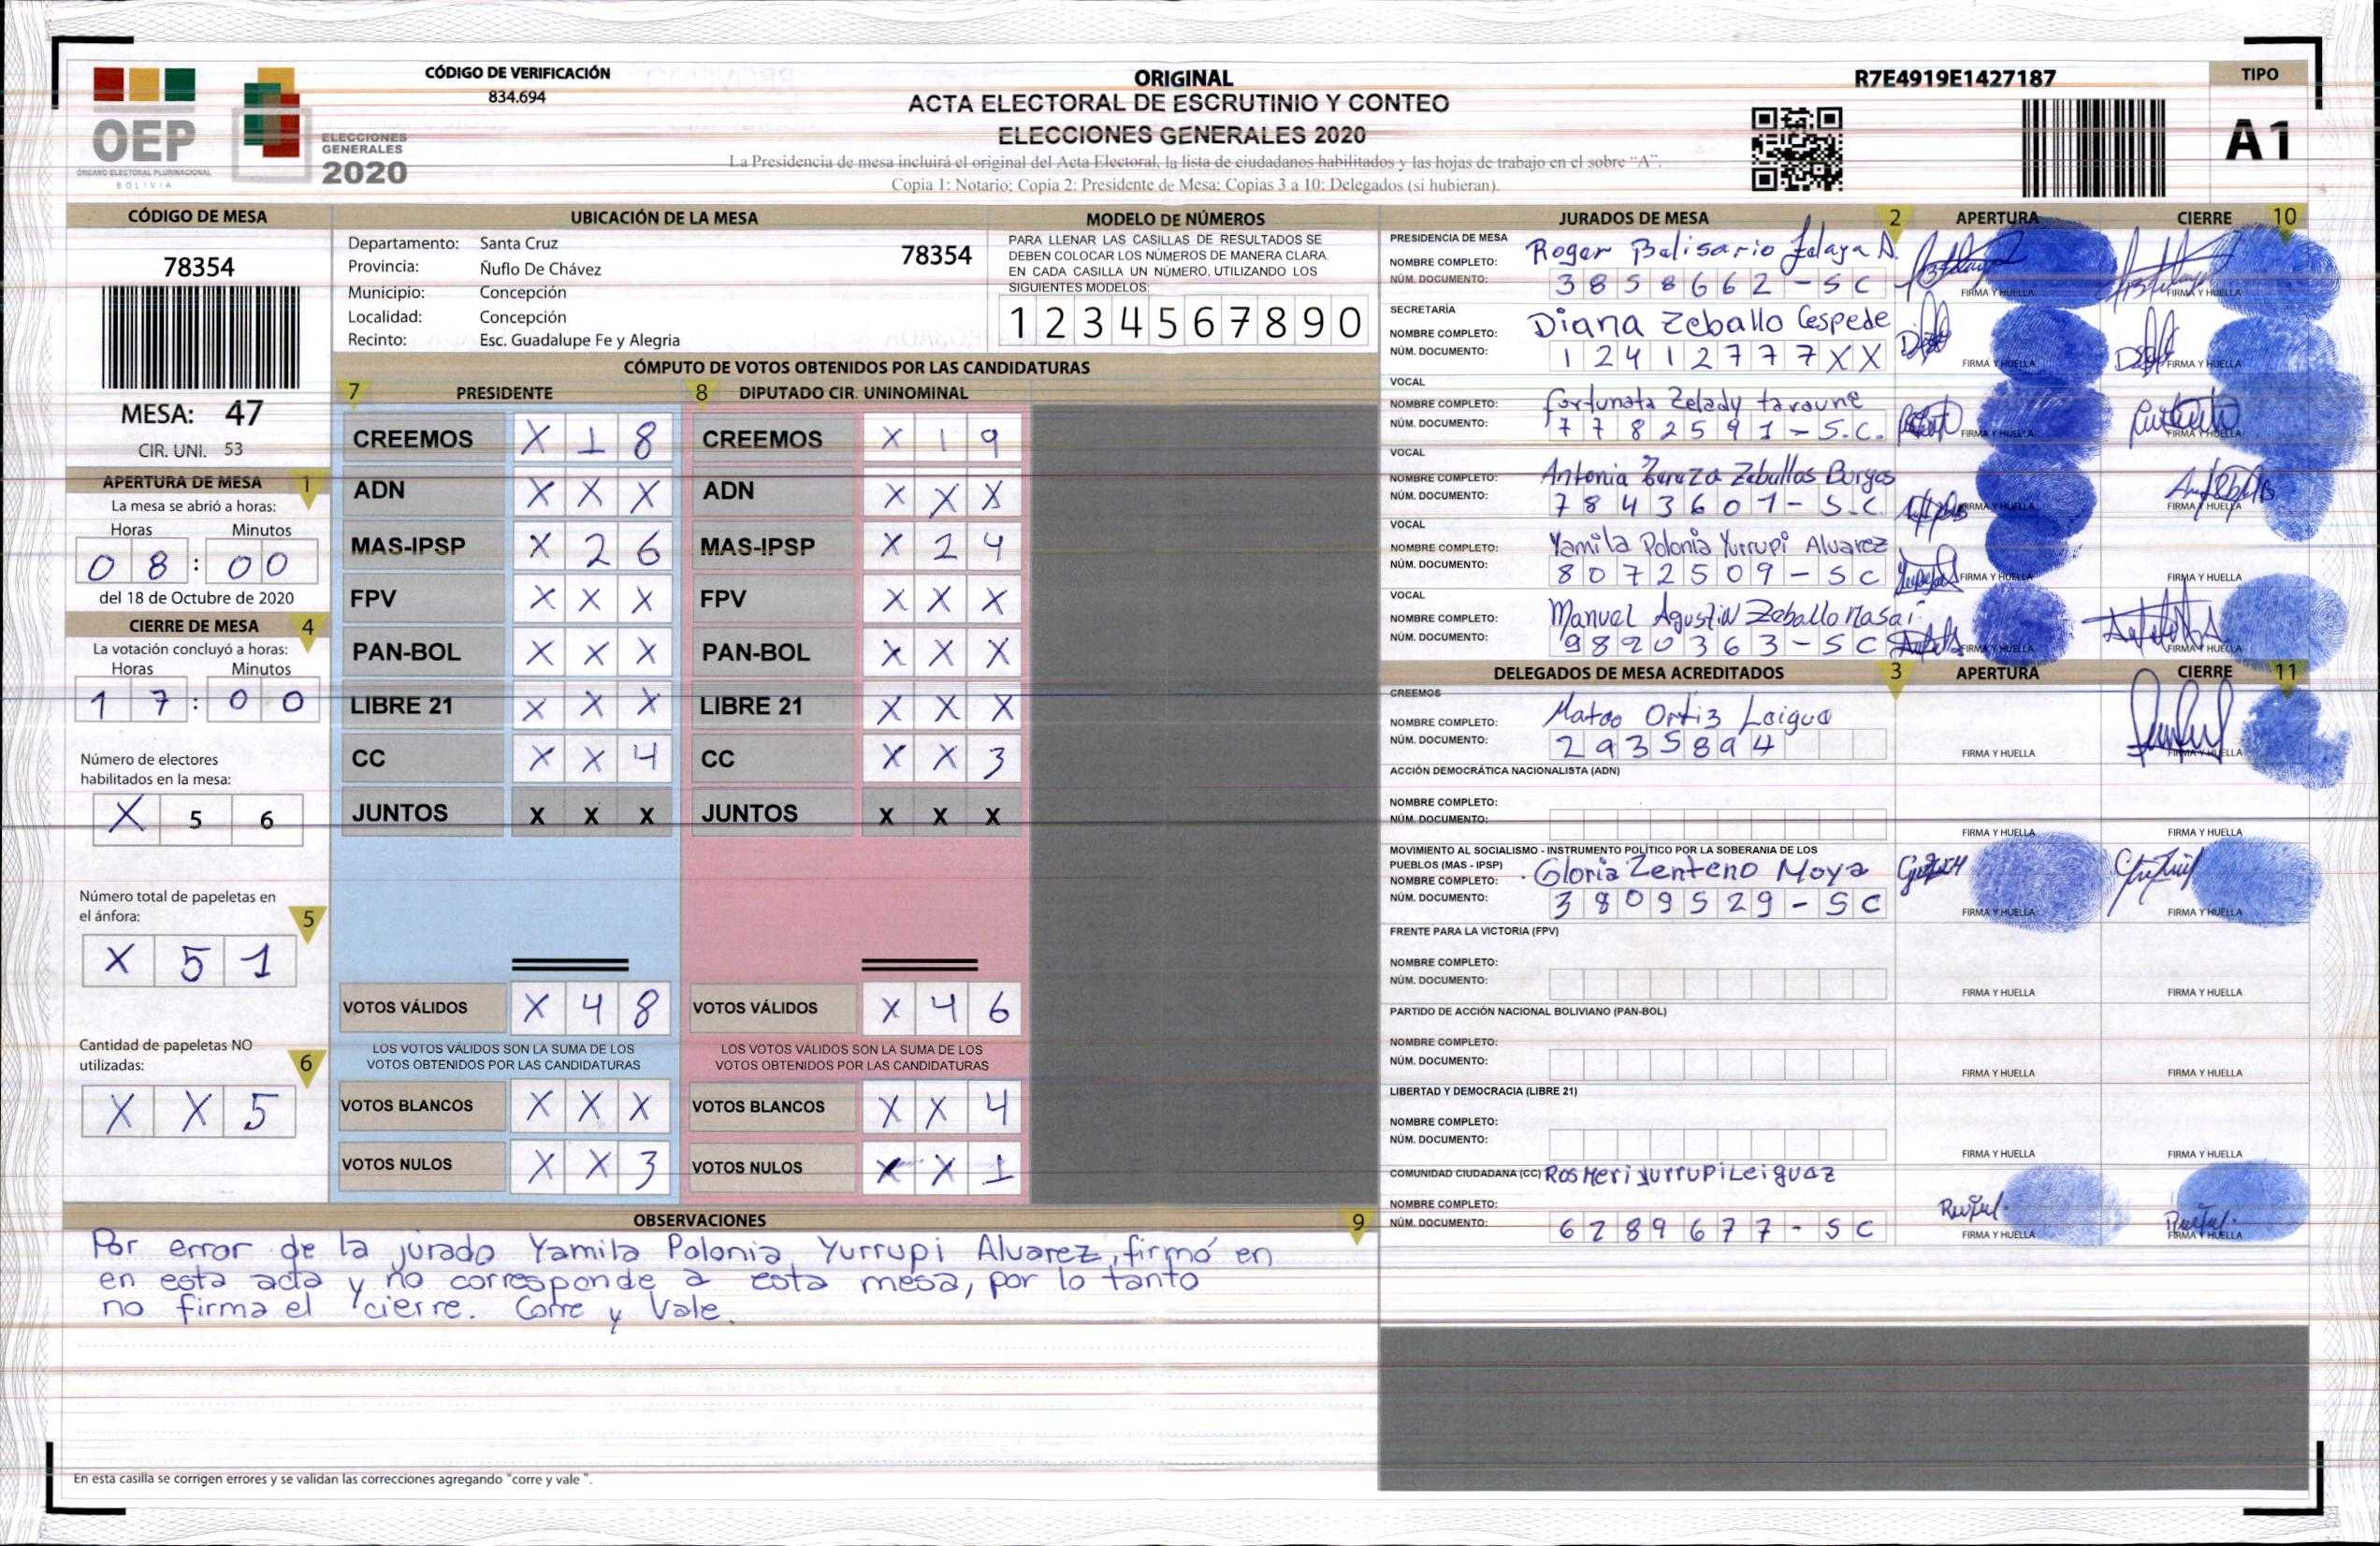 CÓDIGO DE VERIFICACIÓN
834.694
ORIGINAL
ACTA ELECTORAL DE ESCRUTINIO Y CONTEO
ELECCIONES GENERALES 2020
La Presidencia de mesa incluirá el original del Acta Electoral, la lista de ciudadanos habilitados y las hojas de trabajo en el sobre "A".
Copia 1: Notario; Copia 2: Presidente de Mesa; Copias 3 a 10: Delegados (si hubieran).
R7E4919E1427187
TIPO
A1
OEP
ÓRGANO ELECTORAL PLURINACIONAL
BOLIVIA
ELECCIONES
GENERALES
2020
CÓDIGO DE MESA
78354
MESA: 47
CIR. UNI. 53
APERTURA DE MESA 1
La mesa se abrió a horas:
Horas Minutos
0 8 : 0 0
del 18 de Octubre de 2020
CIERRE DE MESA 4
La votación concluyó a horas:
Horas Minutos
1 7 : 0 0
Número de electores
habilitados en la mesa:
X 5 6
Número total de papeletas en
el ánfora: 5
X 5 1
Cantidad de papeletas NO
utilizadas: 6
X X 5
UBICACIÓN DE LA MESA
Departamento: Santa Cruz 78354
Provincia: Ñuflo De Chávez
Municipio: Concepción
Localidad: Concepción
Recinto: Esc. Guadalupe Fe y Alegria
MODELO DE NÚMEROS
PARA LLENAR LAS CASILLAS DE RESULTADOS SE
DEBEN COLOCAR LOS NÚMEROS DE MANERA CLARA.
EN CADA CASILLA UN NÚMERO, UTILIZANDO LOS
SIGUIENTES MODELOS:
1 2 3 4 5 6 7 8 9 0
CÓMPUTO DE VOTOS OBTENIDOS POR LAS CANDIDATURAS
7 PRESIDENTE 8 DIPUTADO CIR. UNINOMINAL
CREEMOS X 1 8 CREEMOS X 1 9
ADN X X X ADN X X X
MAS-IPSP X 2 6 MAS-IPSP X 2 4
FPV X X X FPV X X X
PAN-BOL X X X PAN-BOL X X X
LIBRE 21 X X X LIBRE 21 X X X
CC X X 4 CC X X 3
JUNTOS X X X JUNTOS X X X
VOTOS VÁLIDOS X 4 8 VOTOS VÁLIDOS X 4 6
LOS VOTOS VÁLIDOS SON LA SUMA DE LOS LOS VOTOS VÁLIDOS SON LA SUMA DE LOS
VOTOS OBTENIDOS POR LAS CANDIDATURAS VOTOS OBTENIDOS POR LAS CANDIDATURAS
VOTOS BLANCOS X X X VOTOS BLANCOS X X 4
VOTOS NULOS X X 3 VOTOS NULOS X X 1
OBSERVACIONES 9
Por error de la jurado Yamila Polonia Yurrupi Alvarez, firmó en
en esta acta y no corresponde a esta mesa, por lo tanto
no firma el cierre. Corre y Vale.
En esta casilla se corrigen errores y se validan las correcciones agregando "corre y vale ".
JURADOS DE MESA 2 APERTURA CIERRE 10
PRESIDENCIA DE MESA
NOMBRE COMPLETO: Roger Belisario Zelaya A.
NÚM. DOCUMENTO: 3858662-SC FIRMA Y HUELLA FIRMA Y HUELLA
SECRETARÍA
NOMBRE COMPLETO: Diana Zeballo Cespede
NÚM. DOCUMENTO: 12412777XX FIRMA Y HUELLA FIRMA Y HUELLA
VOCAL
NOMBRE COMPLETO: Fortunata Zelady
NÚM. DOCUMENTO: 7782591-S.C. FIRMA Y HUELLA FIRMA Y HUELLA
VOCAL
NOMBRE COMPLETO: Antonia Zeballos Burgos
NÚM. DOCUMENTO: 7843601-S.C. FIRMA Y HUELLA FIRMA Y HUELLA
VOCAL
NOMBRE COMPLETO: Yamila Polonia Yurrupi Alvarez
NÚM. DOCUMENTO: 8072509-SC FIRMA Y HUELLA FIRMA Y HUELLA
VOCAL
NOMBRE COMPLETO: Manuel Agustin Zeballo Masai
NÚM. DOCUMENTO: 9820363-SC FIRMA Y HUELLA FIRMA Y HUELLA
DELEGADOS DE MESA ACREDITADOS 3 APERTURA CIERRE 11
CREEMOS
NOMBRE COMPLETO: Mateo Ortiz Laigua
NÚM. DOCUMENTO: 2935894 FIRMA Y HUELLA FIRMA Y HUELLA
ACCIÓN DEMOCRÁTICA NACIONALISTA (ADN)
NOMBRE COMPLETO:
NÚM. DOCUMENTO: FIRMA Y HUELLA FIRMA Y HUELLA
MOVIMIENTO AL SOCIALISMO - INSTRUMENTO POLÍTICO POR LA SOBERANIA DE LOS
PUEBLOS (MAS - IPSP)
NOMBRE COMPLETO: Gloria Zenteno Moya
NÚM. DOCUMENTO: 3809529-SC FIRMA Y HUELLA FIRMA Y HUELLA
FRENTE PARA LA VICTORIA (FPV)
NOMBRE COMPLETO:
NÚM. DOCUMENTO: FIRMA Y HUELLA FIRMA Y HUELLA
PARTIDO DE ACCIÓN NACIONAL BOLIVIANO (PAN-BOL)
NOMBRE COMPLETO:
NÚM. DOCUMENTO: FIRMA Y HUELLA FIRMA Y HUELLA
LIBERTAD Y DEMOCRACIA (LIBRE 21)
NOMBRE COMPLETO:
NÚM. DOCUMENTO: FIRMA Y HUELLA FIRMA Y HUELLA
COMUNIDAD CIUDADANA (CC) RosMeri Yurrupi Leiguaz
NOMBRE COMPLETO:
NÚM. DOCUMENTO: 6289677-SC FIRMA Y HUELLA FIRMA Y HUELLA